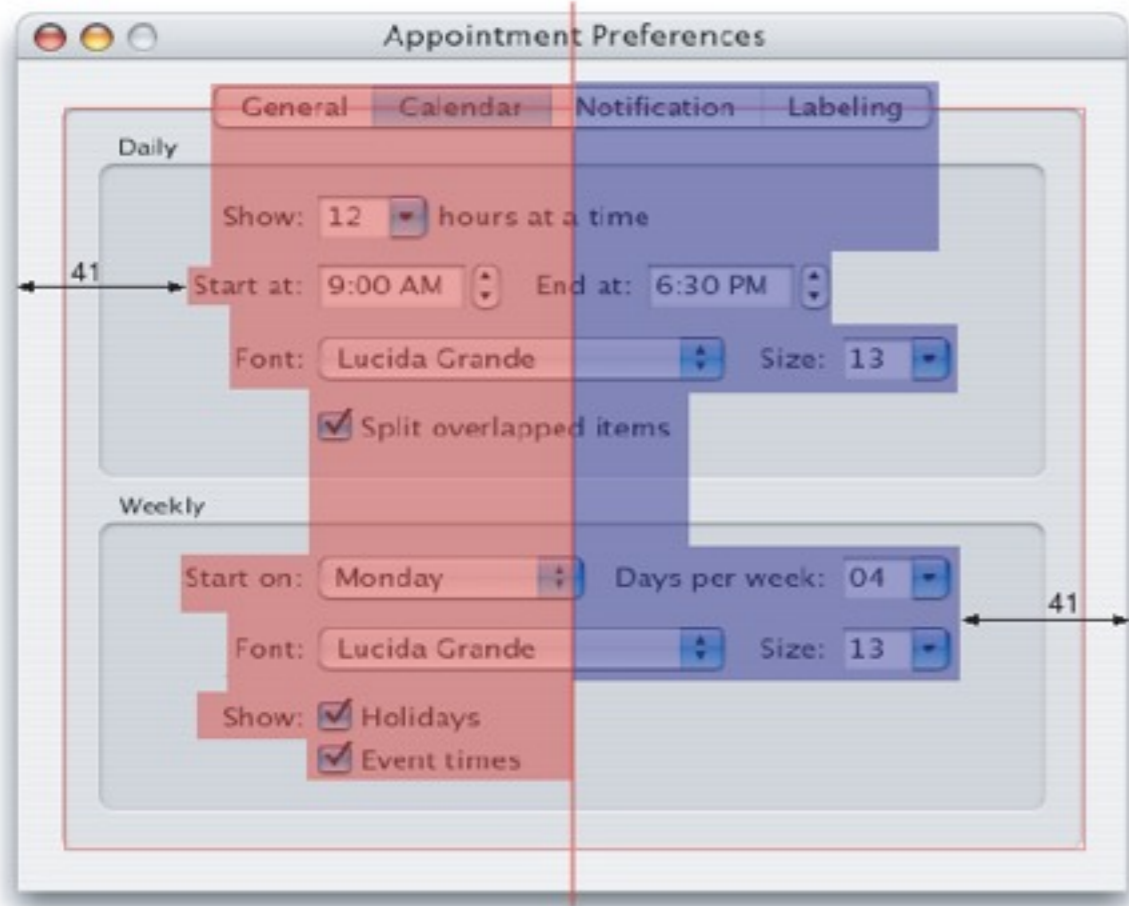 Appointment Preferences
General Calendar Notification Labeling
Daily
Show: 12 hours at a time
41
Start at: 9:00 AM End at: 6:30 PM
Font: Lucida Grande Size: 13
Split overlapped items
Weekly
Start on: Monday Days per week: 04
41
Font: Lucida Grande Size: 13
Show: Holidays
Event times